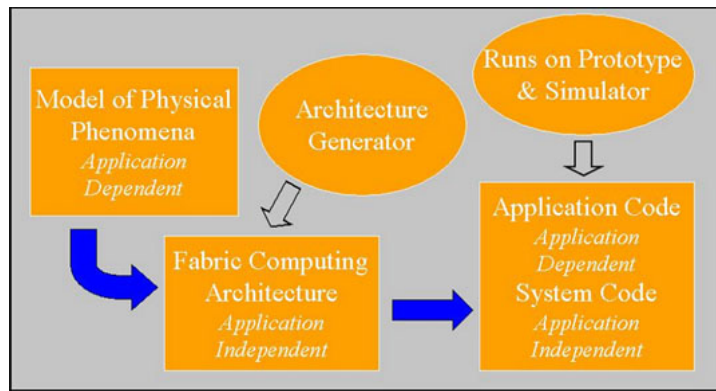 Model of Physical
Phenomena
Application
Dependent
Architecture
Generator
Runs on Prototype
& Simulator
Fabric Computing
Architecture
Application
Independent
Application Code
Application
Dependent
System Code
Application
Independent